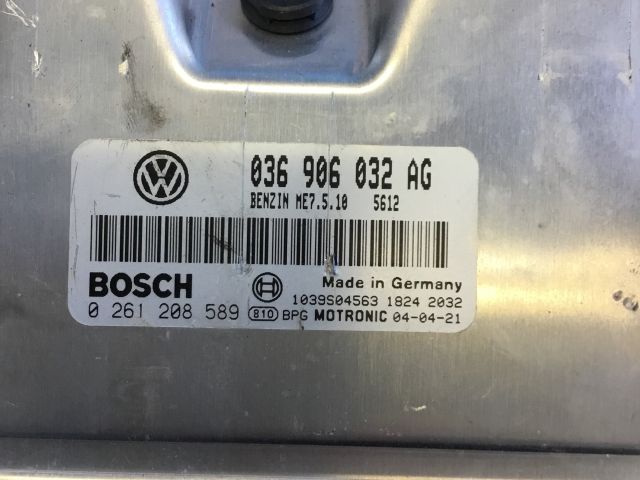 036 906 032 AG
BENZIN ME7.5.10 5612
BOSCH
Made in Germany
1039S04563 1824 2032
0 261 208 589
810 BPG MOTRONIC 04-04-21